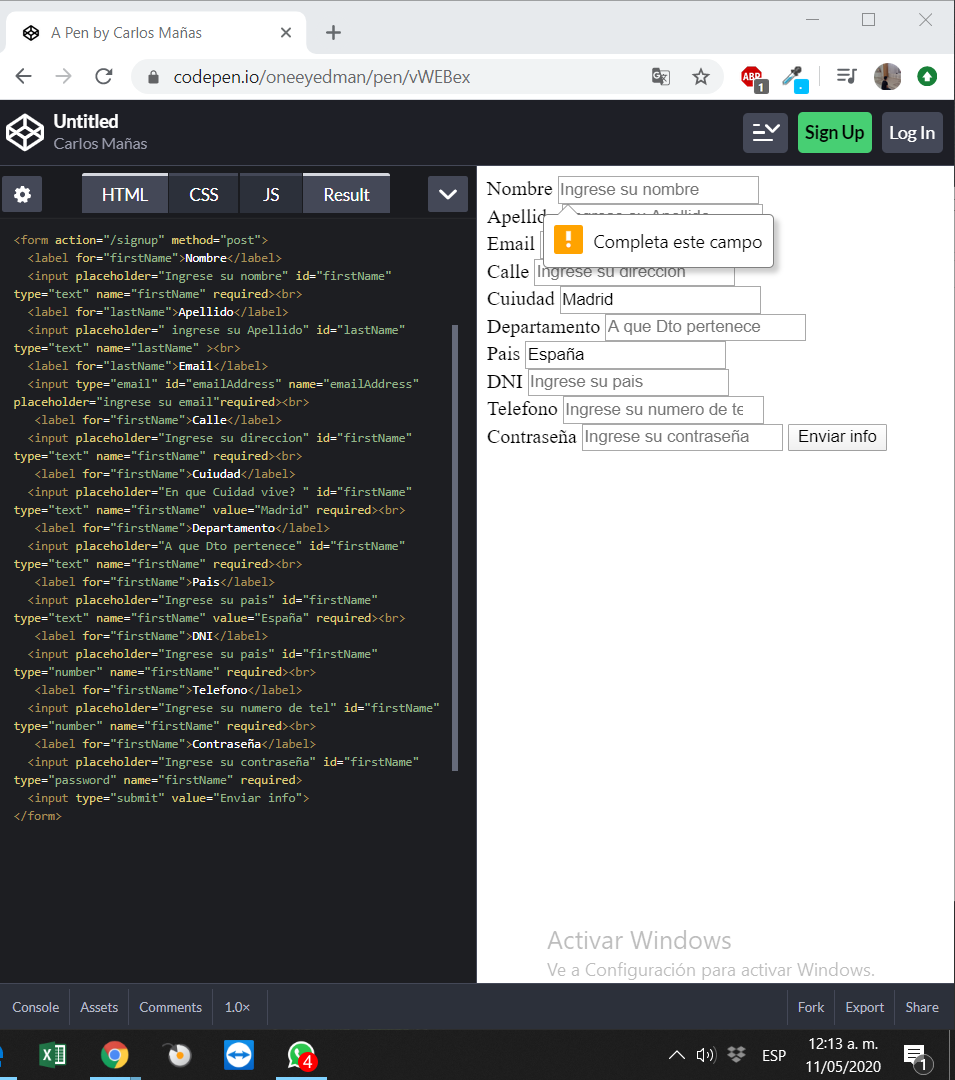 A Pen by Carlos Mañas
codepen.io/oneeyedman/pen/vWEBex
ABP
1
Untitled
Carlos Mañas
Sign Up
Log In
HTML CSS JS Result
<form action="/signup" method="post">
<label for="firstName">Nombre</label>
<input placeholder="Ingrese su nombre" id="firstName"
type="text" name="firstName" required><br>
<label for="lastName">Apellido</label>
<input placeholder=" ingrese su Apellido" id="lastName"
type="text" name="lastName" ><br>
<label for="lastName">Email</label>
<input type="email" id="emailAddress" name="emailAddress"
placeholder="ingrese su email"required><br>
<label for="firstName">Calle</label>
<input placeholder="Ingrese su direccion" id="firstName"
type="text" name="firstName" required><br>
<label for="firstName">Cuiudad</label>
<input placeholder="En que Cuidad vive? " id="firstName"
type="text" name="firstName" value="Madrid" required><br>
<label for="firstName">Departamento</label>
<input placeholder="A que Dto pertenece" id="firstName"
type="text" name="firstName" required><br>
<label for="firstName">Pais</label>
<input placeholder="Ingrese su pais" id="firstName"
type="text" name="firstName" value="España" required><br>
<label for="firstName">DNI</label>
<input placeholder="Ingrese su pais" id="firstName"
type="number" name="firstName" required><br>
<label for="firstName">Telefono</label>
<input placeholder="Ingrese su numero de tel" id="firstName"
type="number" name="firstName" required><br>
<label for="firstName">Contraseña</label>
<input placeholder="Ingrese su contraseña" id="firstName"
type="password" name="firstName" required>
<input type="submit" value="Enviar info">
</form>
Nombre Ingrese su nombre
Apellid
Completa este campo
Email
Calle Ingrese su direccion
Cuiudad Madrid
Departamento A que Dto pertenece
Pais España
DNI Ingrese su pais
Telefono Ingrese su numero de te
Contraseña Ingrese su contraseña Enviar info
Activar Windows
Ve a Configuración para activar Windows.
Console Assets Comments 1.0× Fork Export Share
4
ESP
12:13 a. m.
11/05/2020
1